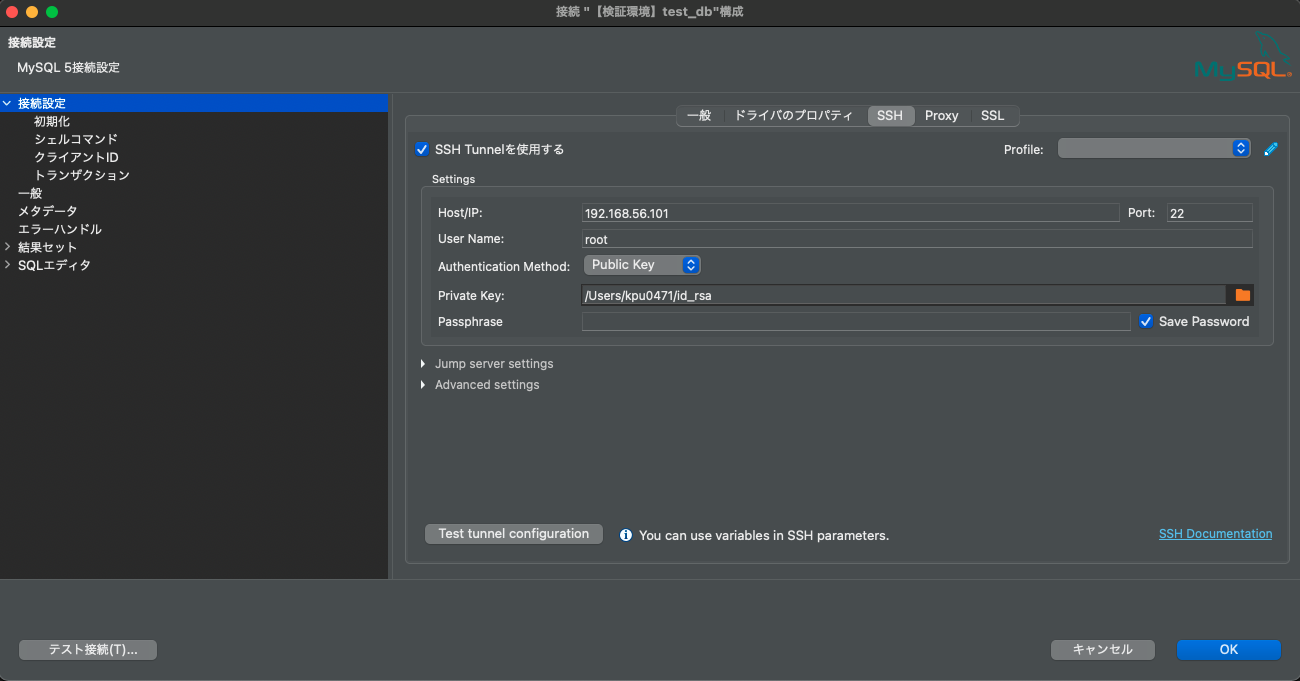 接続 "【検証環境】test_db"構成
接続設定
MySQL 5接続設定
MySQL®
接続設定
初期化
シェルコマンド
クライアントID
トランザクション
一般
メタデータ
エラーハンドル
結果セット
SQLエディタ
一般 ドライバのプロパティ SSH Proxy SSL
SSH Tunnelを使用する Profile:
Settings
Host/IP: 192.168.56.101 Port: 22
User Name: root
Authentication Method: Public Key
Private Key: /Users/kpu0471/id_rsa
Passphrase Save Password
Jump server settings
Advanced settings
Test tunnel configuration You can use variables in SSH parameters. SSH Documentation
テスト接続(T)... キャンセル OK